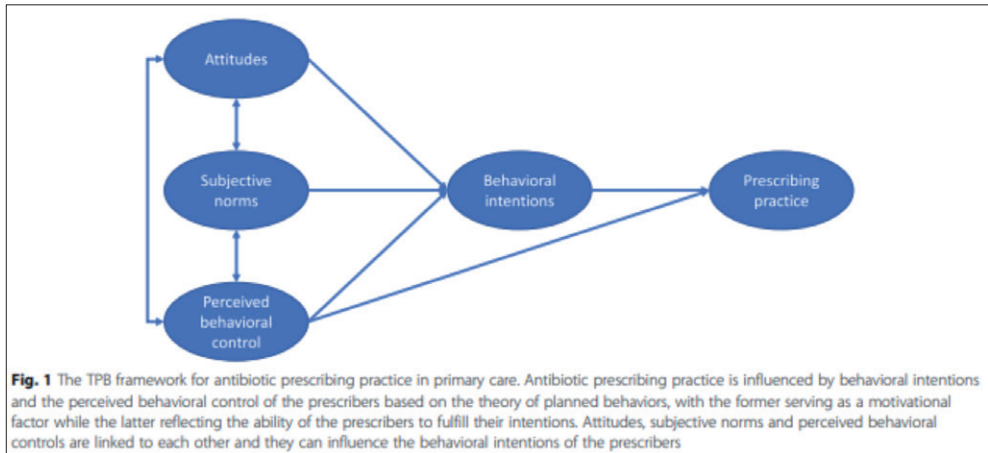 Attitudes
Subjective
norms
Behavioral
intentions
Prescribing
practice
Perceived
behavioral
control
Fig. 1 The TPB framework for antibiotic prescribing practice in primary care. Antibiotic prescribing practice is influenced by behavioral intentions
and the perceived behavioral control of the prescribers based on the theory of planned behaviors, with the former serving as a motivational
factor while the latter reflecting the ability of the prescribers to fulfill their intentions. Attitudes, subjective norms and perceived behavioral
controls are linked to each other and they can influence the behavioral intentions of the prescribers